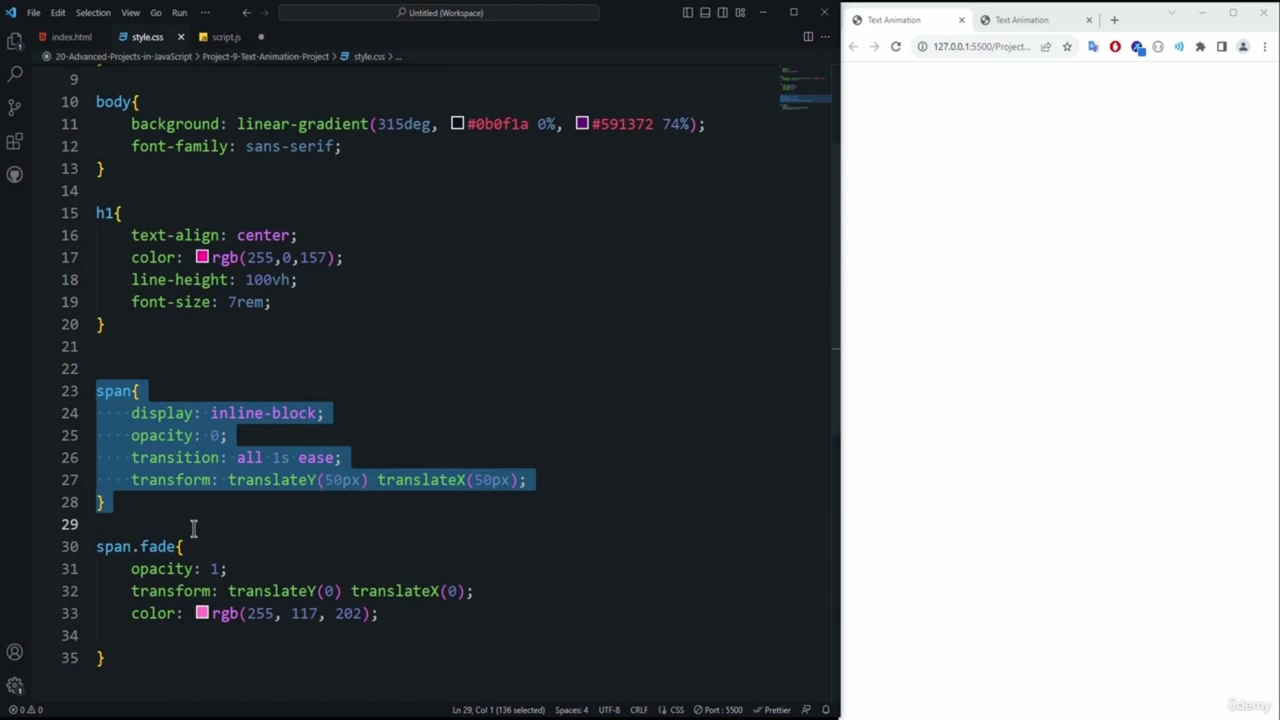 File Edit Selection View Go Run ··· Untitled (Workspace)
Text Animation Text Animation
index.html style.css script.js
127.0.0.1:5500/Project...
20-Advanced-Projects-in-JavaScript > Project-9-Text-Animation-Project > style.css > ...
9 }
10 body{
11 background: linear-gradient(315deg, #0b0f1a 0%, #591372 74%);
12 font-family: sans-serif;
13 }
14
15 h1{
16 text-align: center;
17 color: rgb(255,0,157);
18 line-height: 100vh;
19 font-size: 7rem;
20 }
21
22
23 span{
24 display: inline-block;
25 opacity: 0;
26 transition: all 1s ease;
27 transform: translateY(50px) translateX(50px);
28 }
29
30 span.fade{
31 opacity: 1;
32 transform: translateY(0) translateX(0);
33 color: rgb(255, 117, 202);
34
35 }
0 0 Ln 29, Col 1 (136 selected) Spaces: 4 UTF-8 CRLF CSS Port : 5500 Prettier
ûdemy